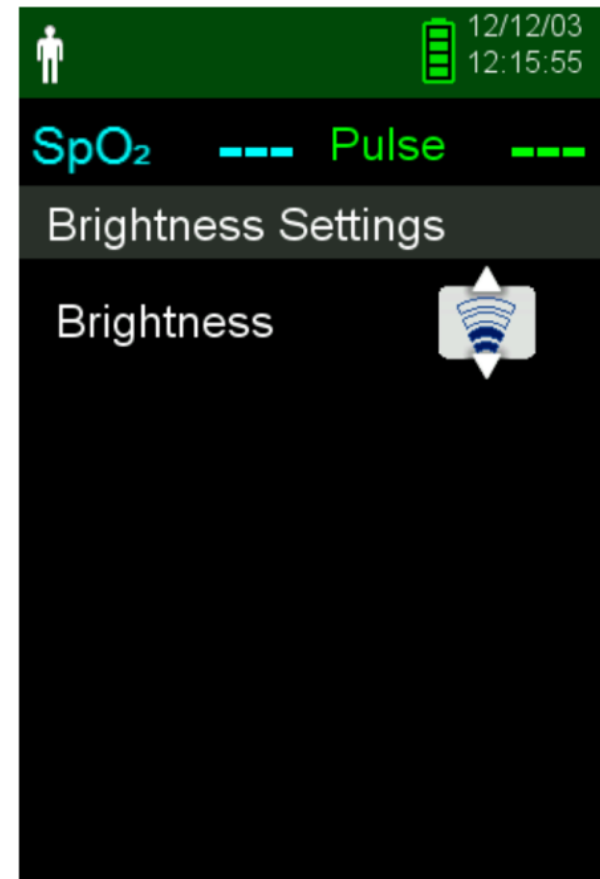 12/12/03
12:15:55
SpO₂ --- Pulse ---
Brightness Settings
Brightness